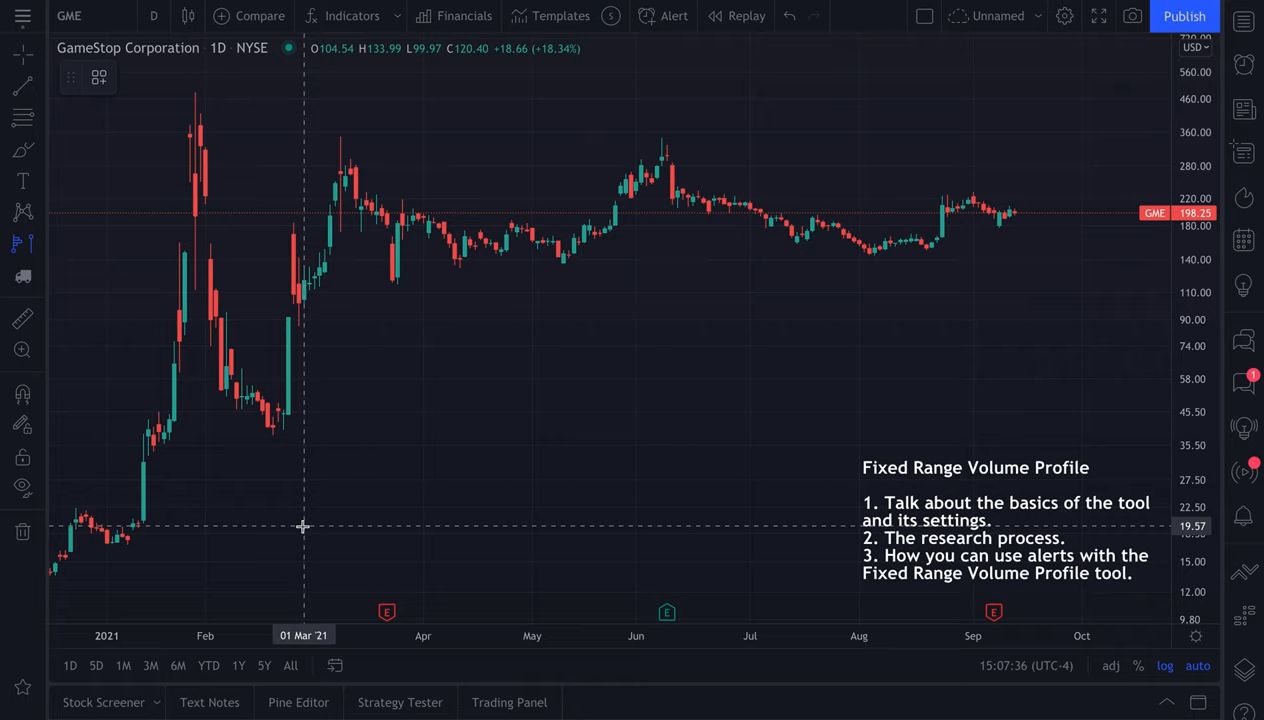 GME
D
Compare
Indicators
Financials
Templates
S
Alert
Replay
Unnamed
Publish
GameStop Corporation · 1D · NYSE
O104.54 H133.99 L99.97 C120.40 +18.66 (+18.34%)
USD
560.00
460.00
360.00
280.00
220.00
GME 198.25
180.00
140.00
110.00
90.00
74.00
58.00
45.50
35.50
27.50
22.50
19.57
15.00
12.00
9.80
Fixed Range Volume Profile
1. Talk about the basics of the tool
and its settings.
2. The research process.
3. How you can use alerts with the
Fixed Range Volume Profile tool.
E
E
E
2021
Feb
01 Mar '21
Apr
May
Jun
Jul
Aug
Sep
Oct
1D 5D 1M 3M 6M YTD 1Y 5Y All
15:07:36 (UTC-4)
adj % log auto
Stock Screener
Text Notes
Pine Editor
Strategy Tester
Trading Panel
1